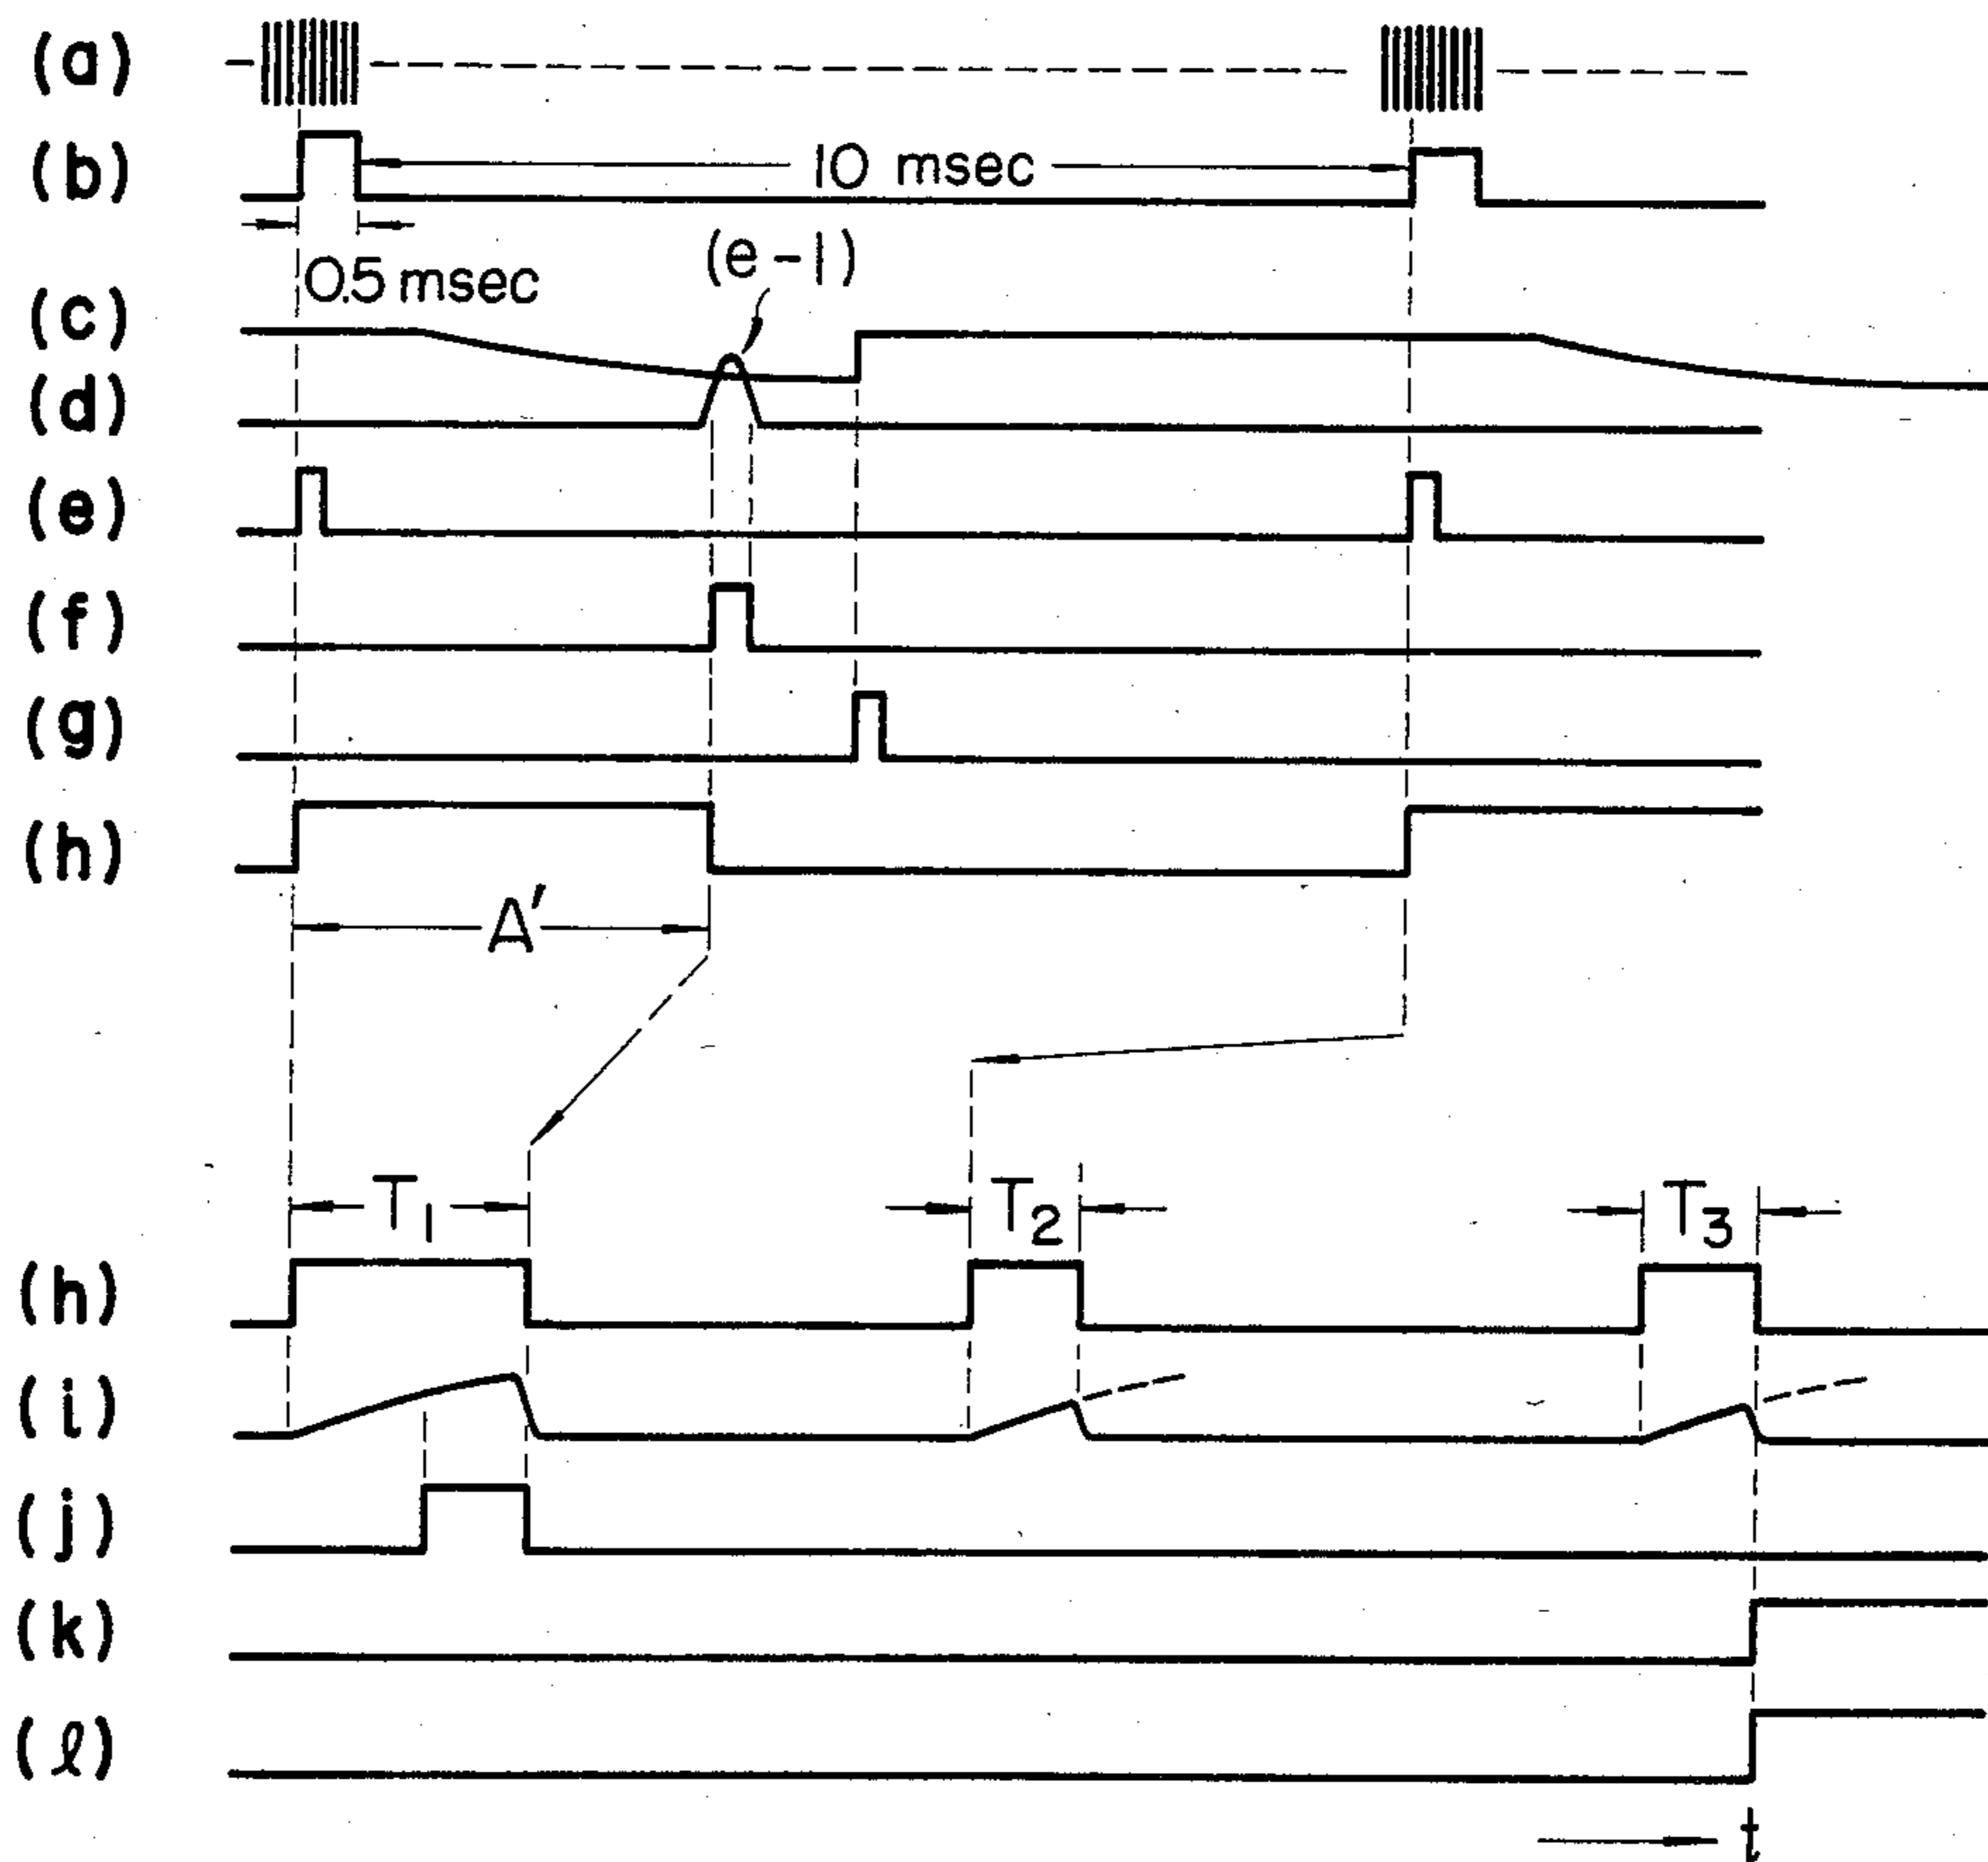 (a)
(b)
10 msec
0.5 msec
(e-1)
(c)
(d)
(e)
(f)
(g)
(h)
A'
T1
T2
T3
(h)
(i)
(j)
(k)
(ℓ)
t